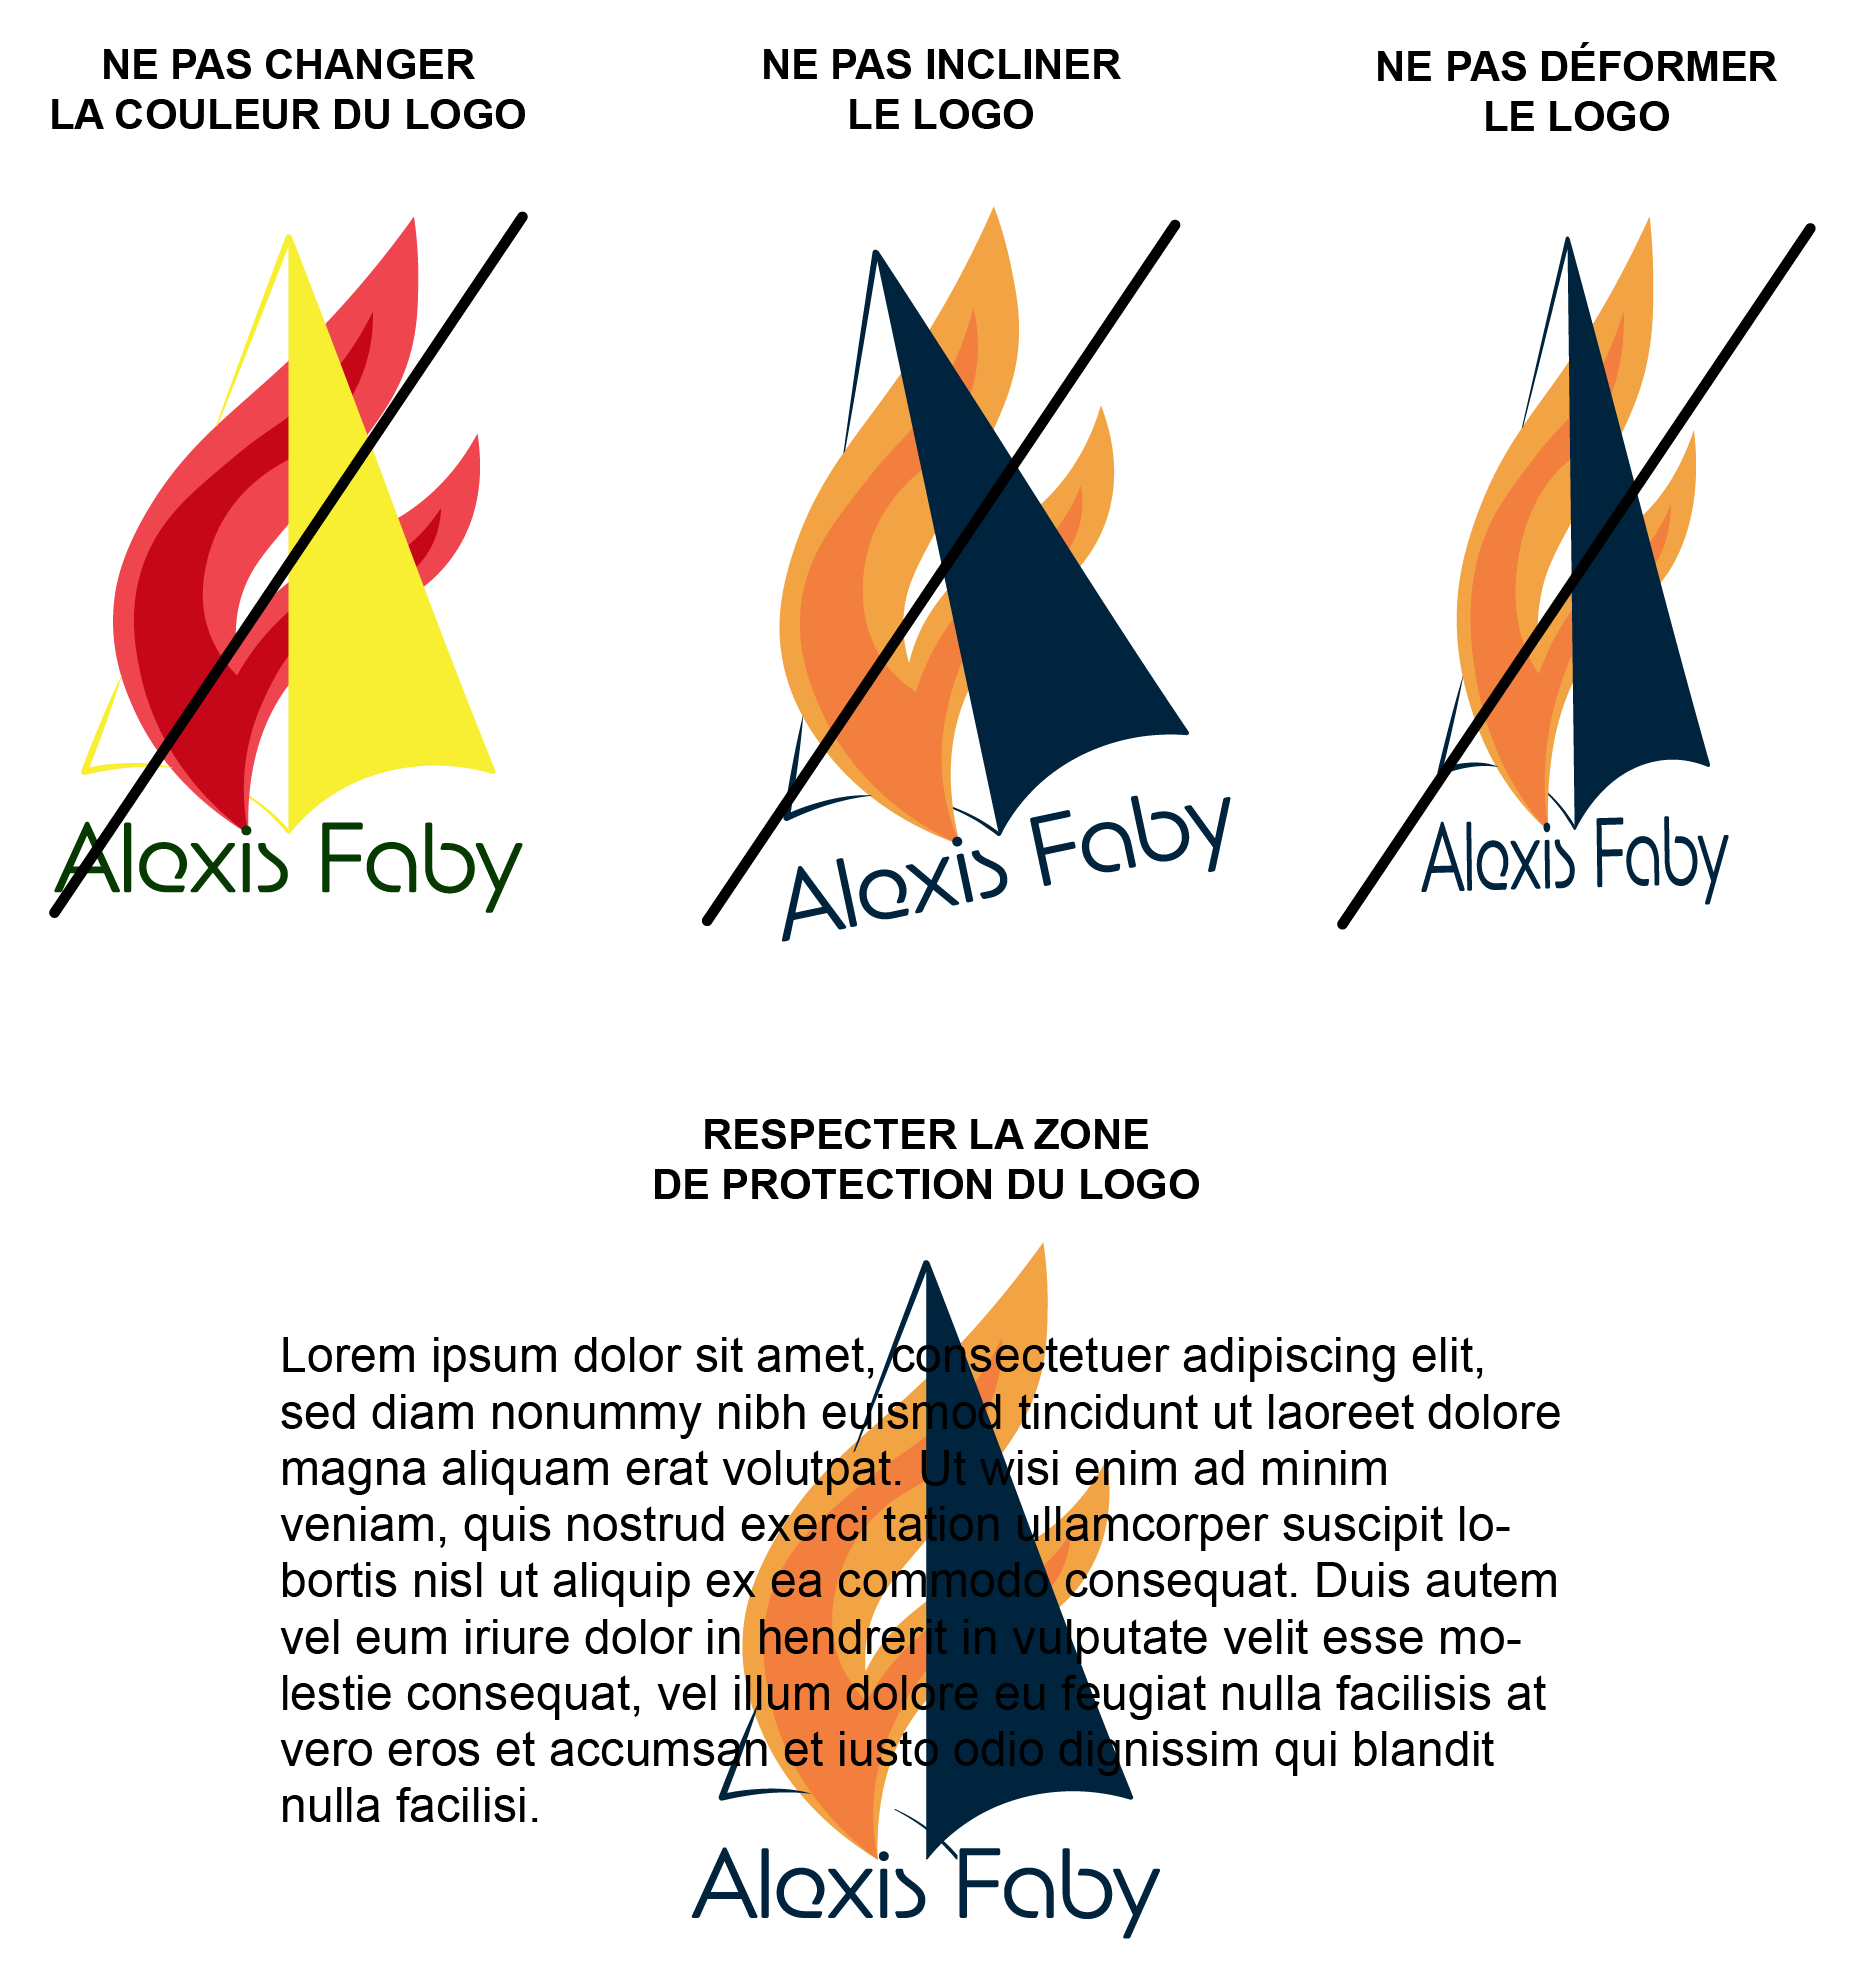 NE PAS CHANGER
LA COULEUR DU LOGO
NE PAS INCLINER
LE LOGO
NE PAS DÉFORMER
LE LOGO
Alexis Faby
Alexis Faby
Alexis Faby
RESPECTER LA ZONE
DE PROTECTION DU LOGO
Lorem ipsum dolor sit amet, consectetuer adipiscing elit,
sed diam nonummy nibh euismod tincidunt ut laoreet dolore
magna aliquam erat volutpat. Ut wisi enim ad minim
veniam, quis nostrud exerci tation ullamcorper suscipit lo-
bortis nisl ut aliquip ex ea commodo consequat. Duis autem
vel eum iriure dolor in hendrerit in vulputate velit esse mo-
lestie consequat, vel illum dolore eu feugiat nulla facilisis at
vero eros et accumsan et iusto odio dignissim qui blandit
nulla facilisi.
Alexis Faby